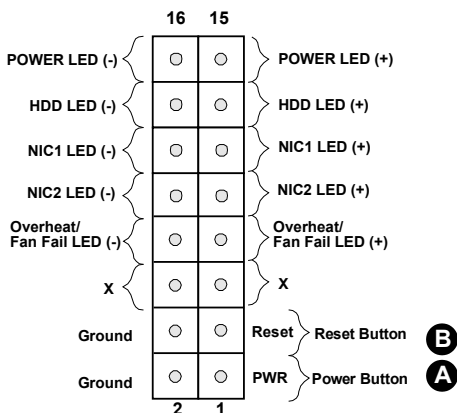 16 15
POWER LED (-) POWER LED (+)
HDD LED (-) HDD LED (+)
NIC1 LED (-) NIC1 LED (+)
NIC2 LED (-) NIC2 LED (+)
Overheat/ Overheat/
Fan Fail LED (-) Fan Fail LED (+)
X X
Ground Reset Reset Button B
Ground PWR Power Button A
2 1